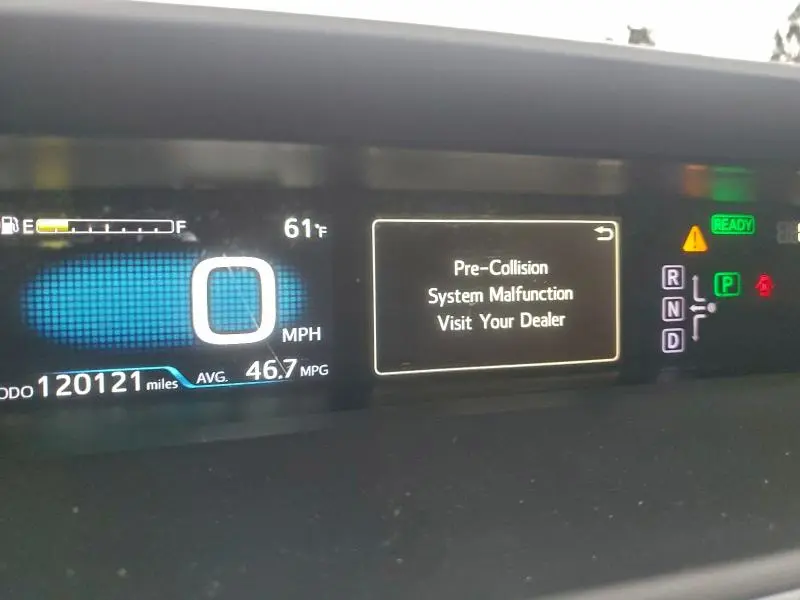 E F
61°F
0
MPH
ODO 120121 miles
AVG. 46.7 MPG
Pre-Collision
System Malfunction
Visit Your Dealer
READY
R
N
D
P